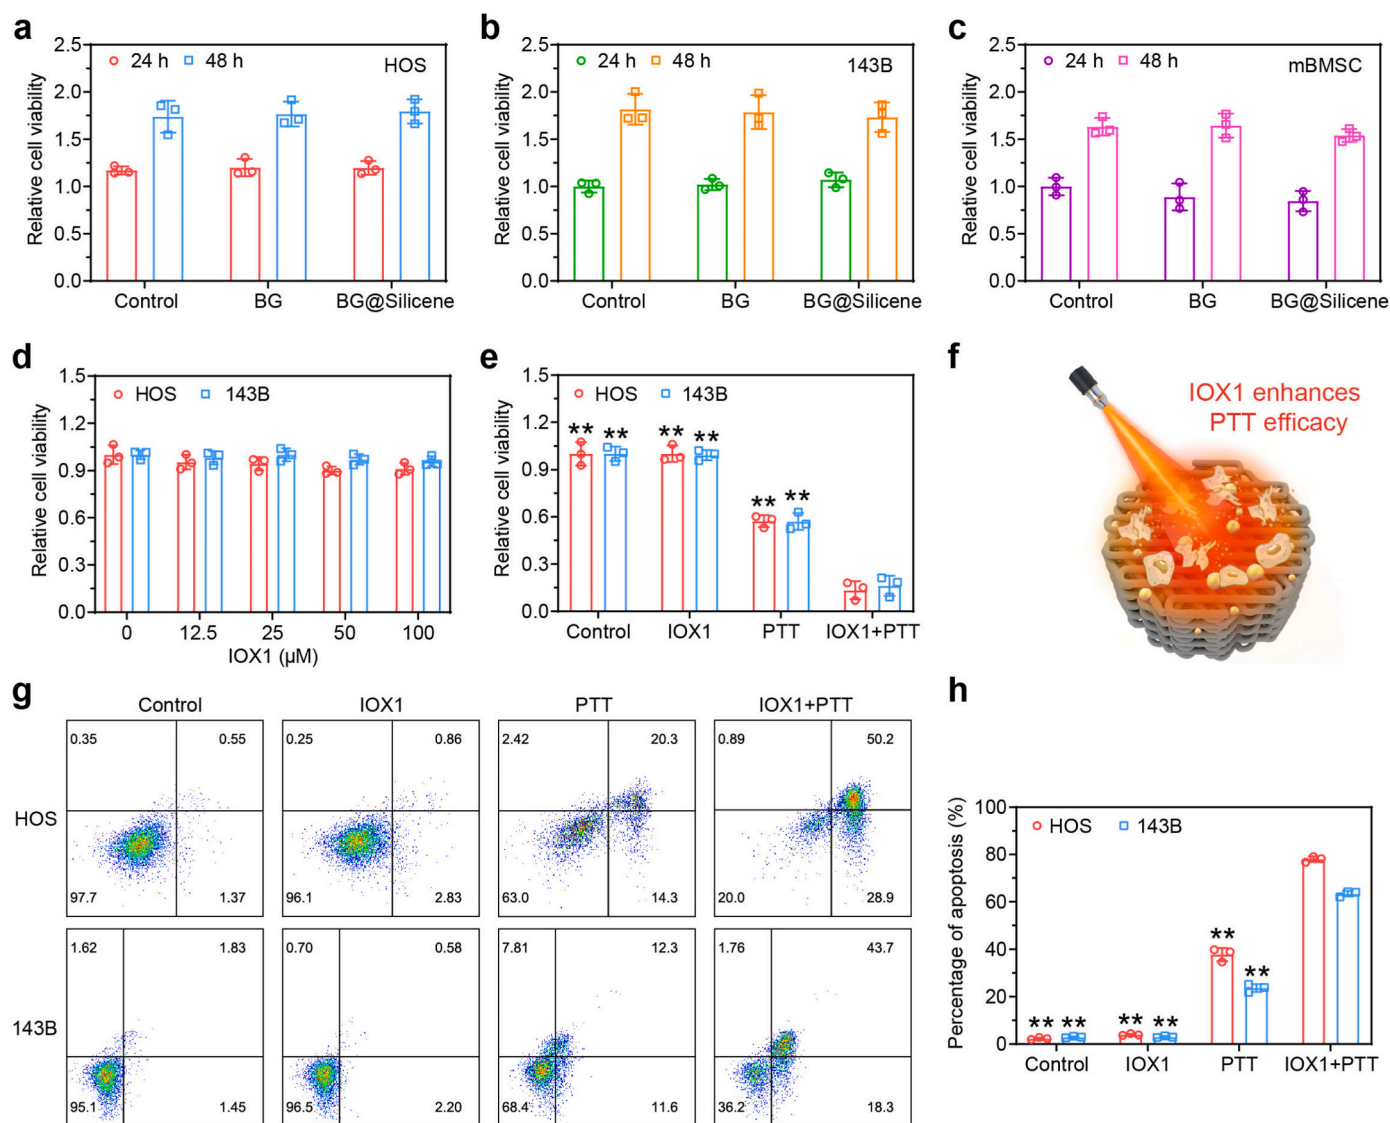 a
2.5
2.0
1.5
1.0
0.5
0.0
Relative cell viability
24 h 48 h
HOS
Control BG BG@Silicene
b
2.5
2.0
1.5
1.0
0.5
0.0
Relative cell viability
24 h 48 h
143B
Control BG BG@Silicene
c
2.5
2.0
1.5
1.0
0.5
0.0
Relative cell viability
24 h 48 h
mBMSC
Control BG BG@Silicene
d
1.5
1.2
0.9
0.6
0.3
0.0
Relative cell viability
HOS 143B
0 12.5 25 50 100
IOX1 (µM)
e
1.5
1.2
0.9
0.6
0.3
0.0
Relative cell viability
HOS 143B
** ** ** **
** **
Control IOX1 PTT IOX1+PTT
f
IOX1 enhances
PTT efficacy
g
Control IOX1 PTT IOX1+PTT
HOS
0.35 0.55
97.7 1.37
0.25 0.86
96.1 2.83
2.42 20.3
63.0 14.3
0.89 50.2
20.0 28.9
143B
1.62 1.83
95.1 1.45
0.70 0.58
96.5 2.20
7.81 12.3
68.4 11.6
1.76 43.7
36.2 18.3
h
100
80
60
40
20
0
Percentage of apoptosis (%)
HOS 143B
** ** ** **
** **
Control IOX1 PTT IOX1+PTT